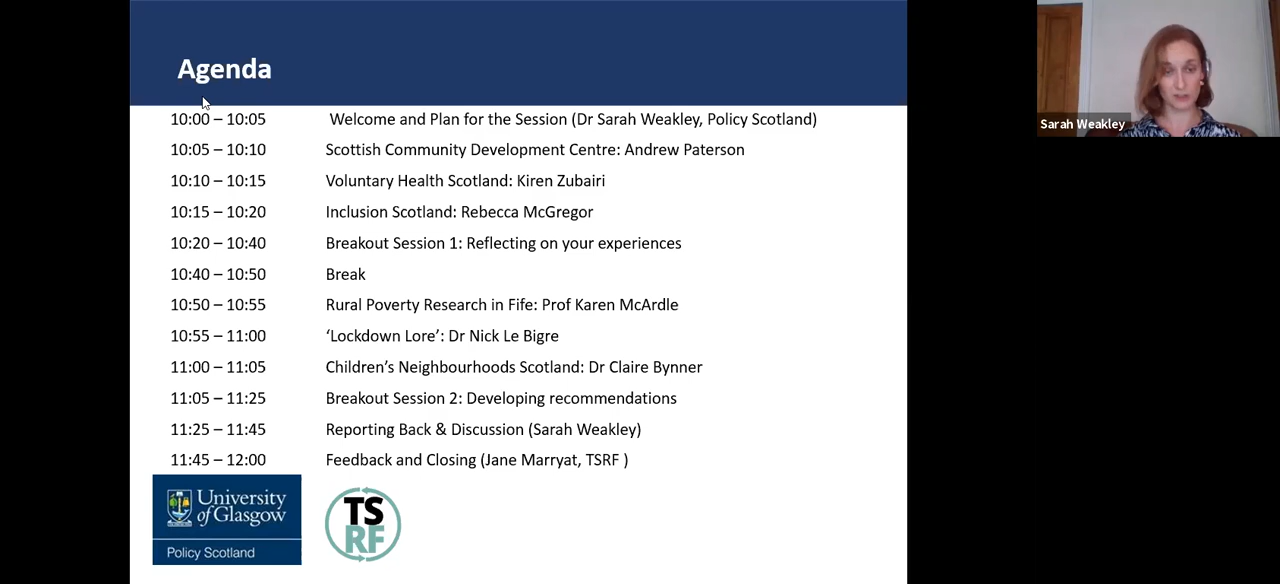 Agenda
10:00 – 10:05 Welcome and Plan for the Session (Dr Sarah Weakley, Policy Scotland)
10:05 – 10:10 Scottish Community Development Centre: Andrew Paterson
10:10 – 10:15 Voluntary Health Scotland: Kiren Zubairi
10:15 – 10:20 Inclusion Scotland: Rebecca McGregor
10:20 – 10:40 Breakout Session 1: Reflecting on your experiences
10:40 – 10:50 Break
10:50 – 10:55 Rural Poverty Research in Fife: Prof Karen McArdle
10:55 – 11:00 ‘Lockdown Lore’: Dr Nick Le Bigre
11:00 – 11:05 Children’s Neighbourhoods Scotland: Dr Claire Bynner
11:05 – 11:25 Breakout Session 2: Developing recommendations
11:25 – 11:45 Reporting Back & Discussion (Sarah Weakley)
11:45 – 12:00 Feedback and Closing (Jane Marryat, TSRF )
University
of Glasgow
Policy Scotland
TS
RF
Sarah Weakley